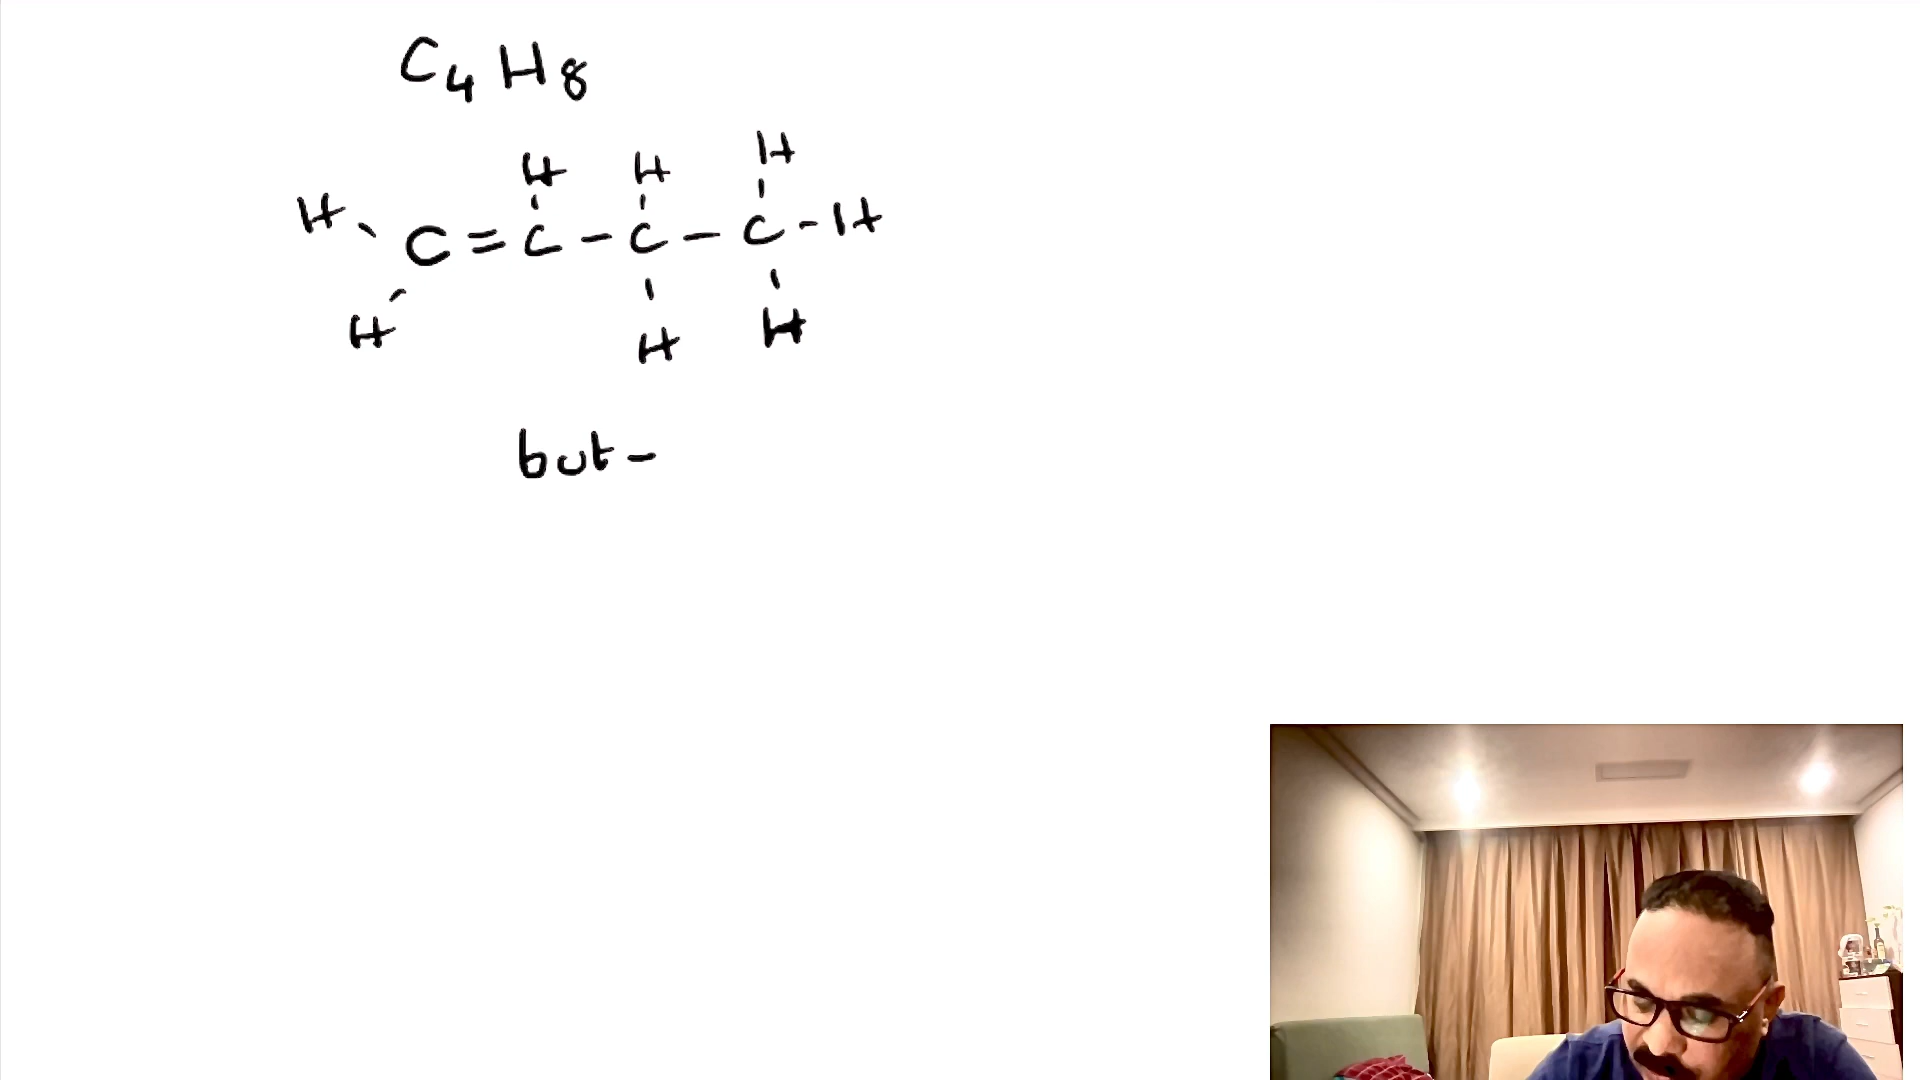 C4H8
H H H
H C = C - C - C - H
H H H
but-